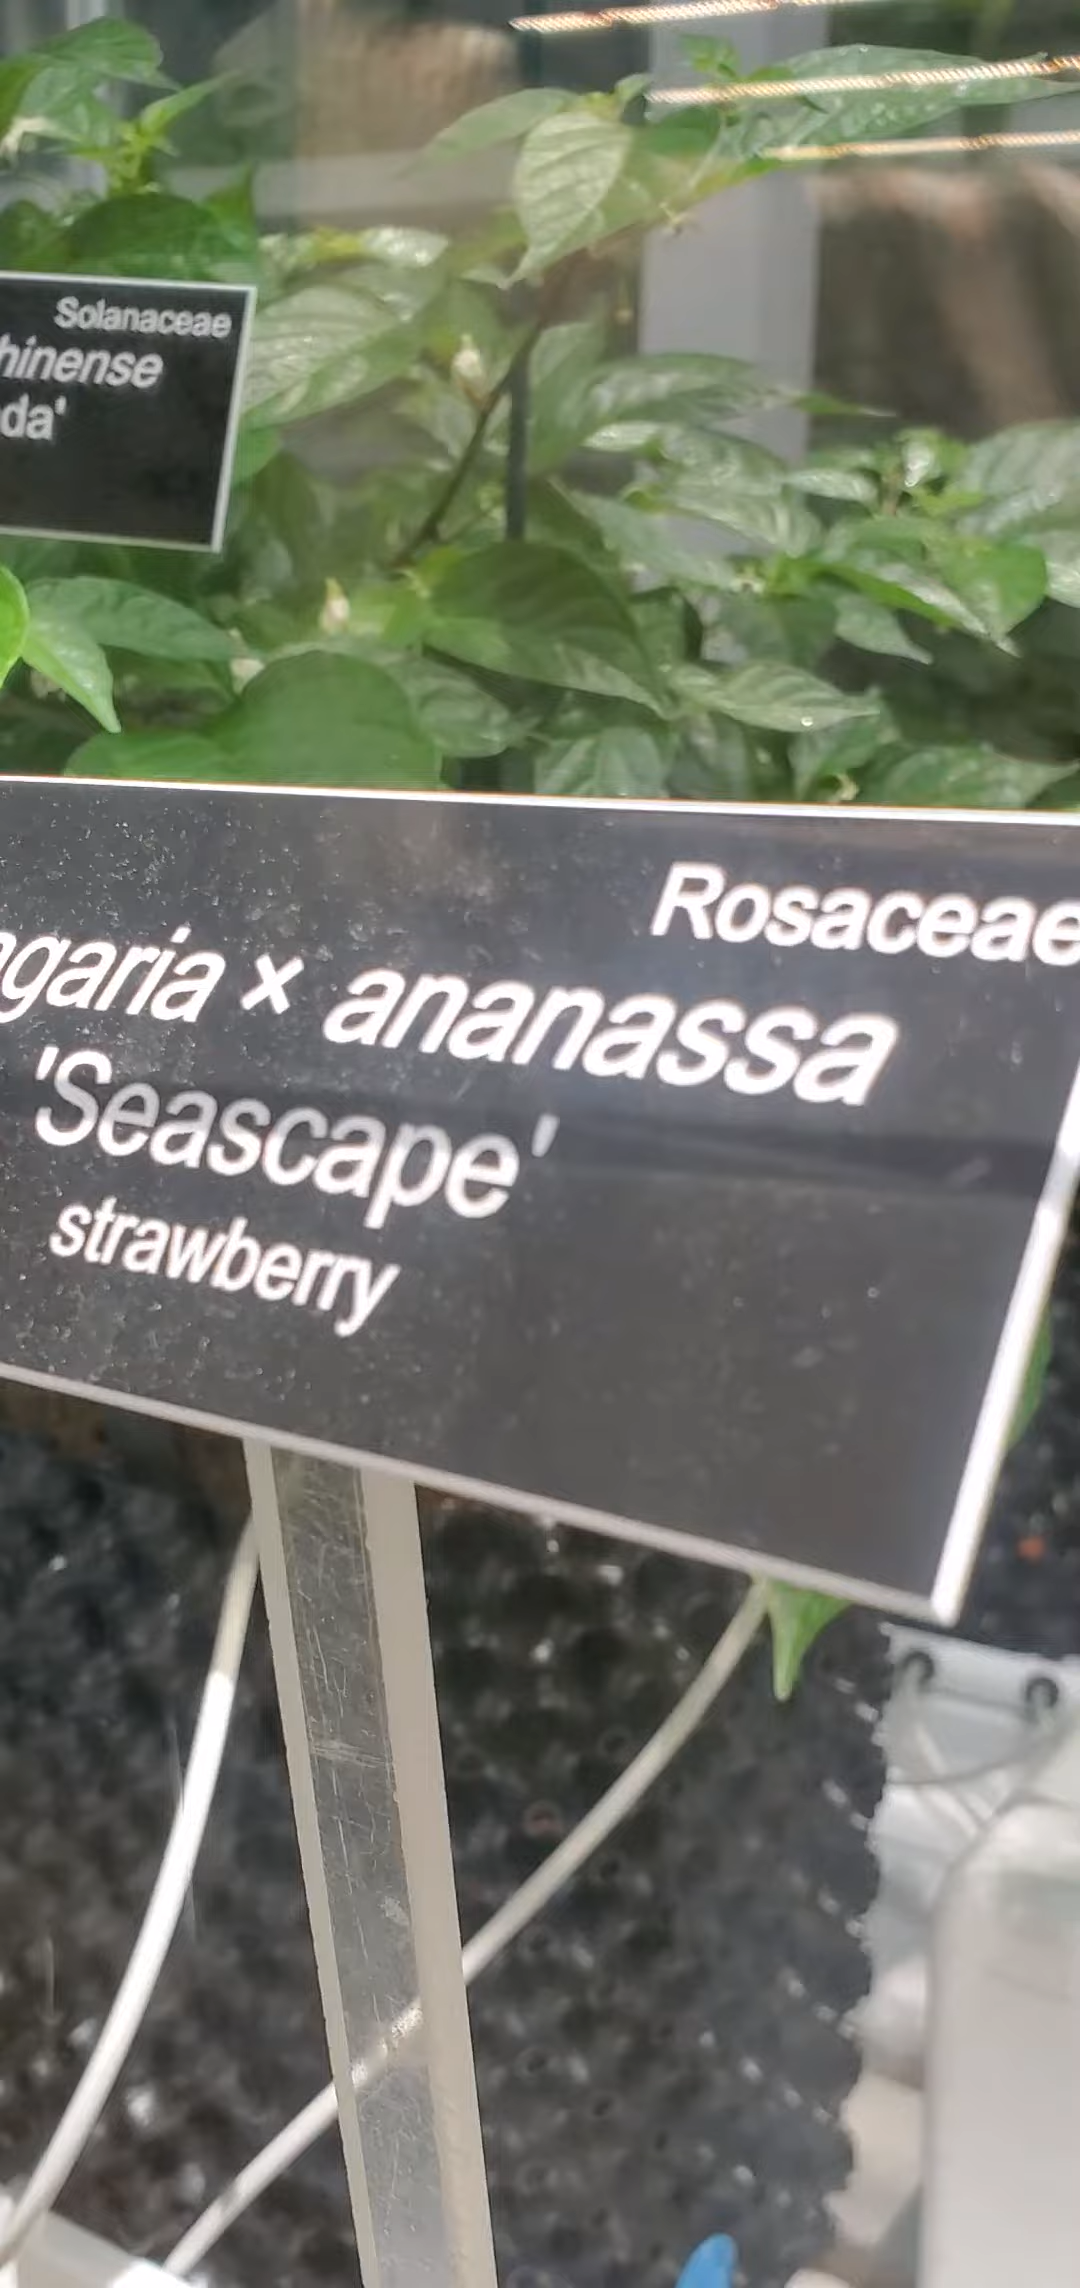 Solanaceae
hinense
da'
Rosaceae
garia × ananassa
'Seascape'
strawberry